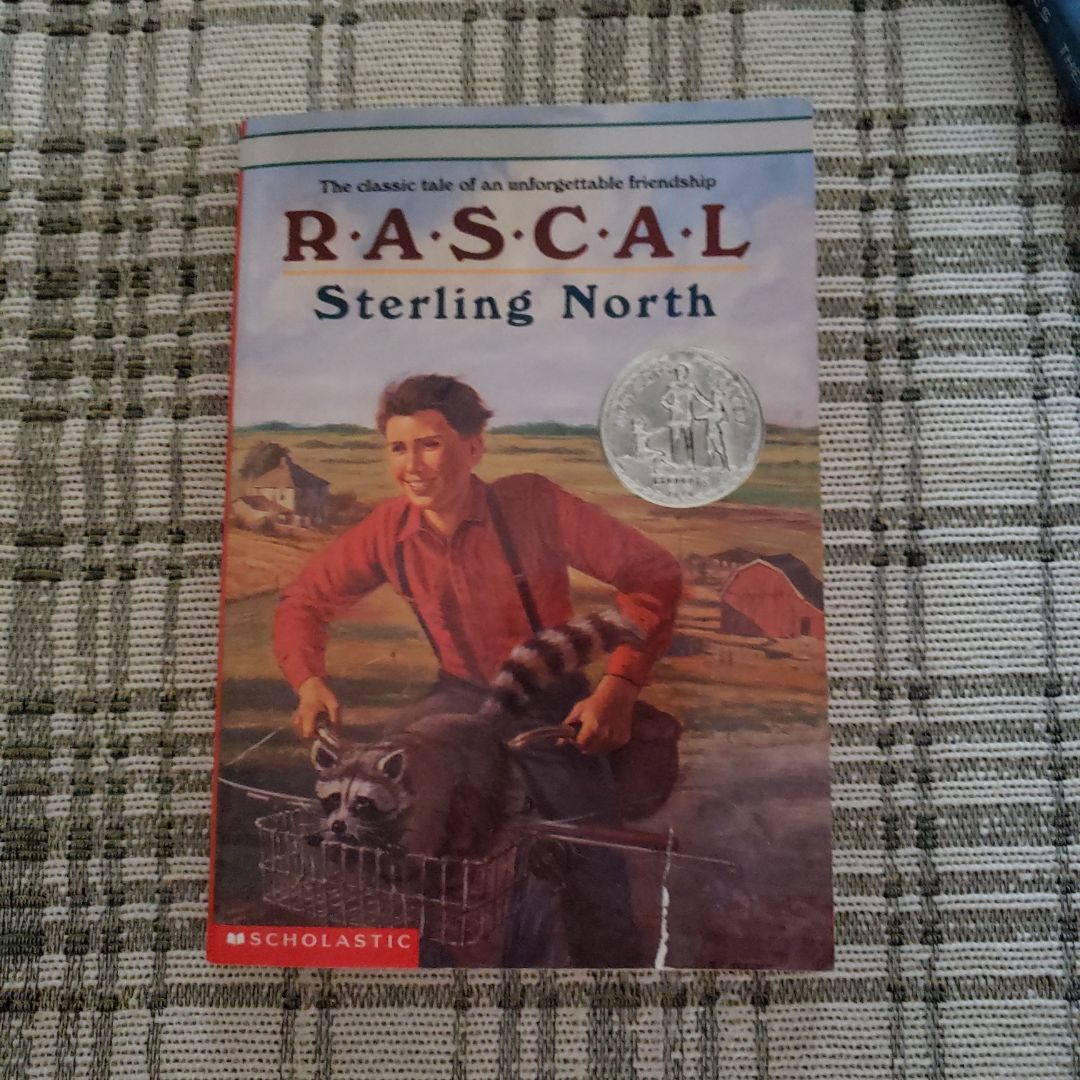 The classic tale of an unforgettable friendship
R·A·S·C·A·L
Sterling North
SCHOLASTIC